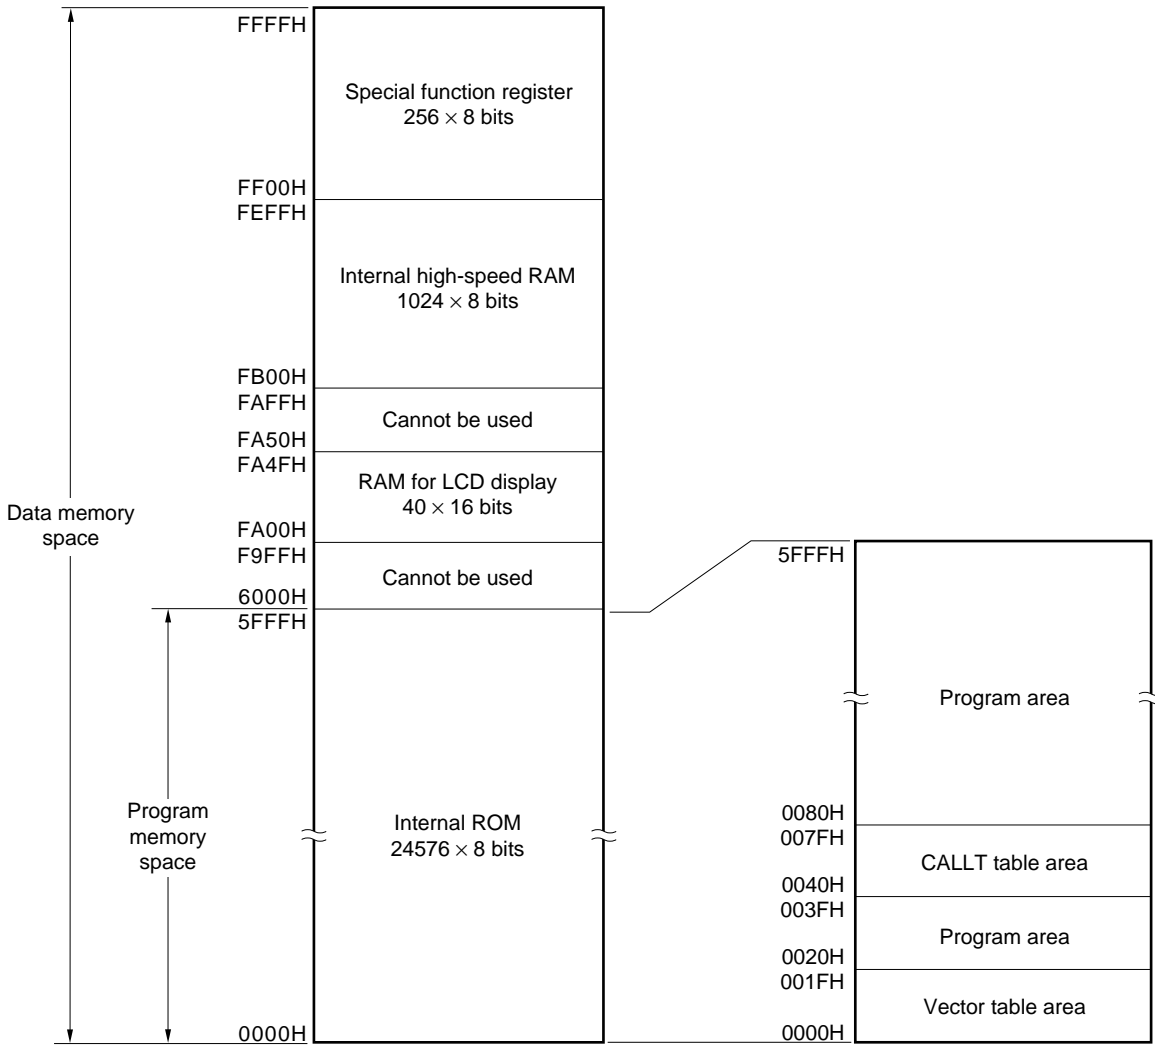 FFFFH
Special function register
256 × 8 bits
FF00H
FEFFH
Internal high-speed RAM
1024 × 8 bits
FB00H
FAFFH
Cannot be used
FA50H
FA4FH
RAM for LCD display
40 × 16 bits
Data memory
space
FA00H
F9FFH
Cannot be used
6000H
5FFFH
Program
memory
space
Internal ROM
24576 × 8 bits
0000H
5FFFH
Program area
0080H
007FH
CALLT table area
0040H
003FH
Program area
0020H
001FH
Vector table area
0000H